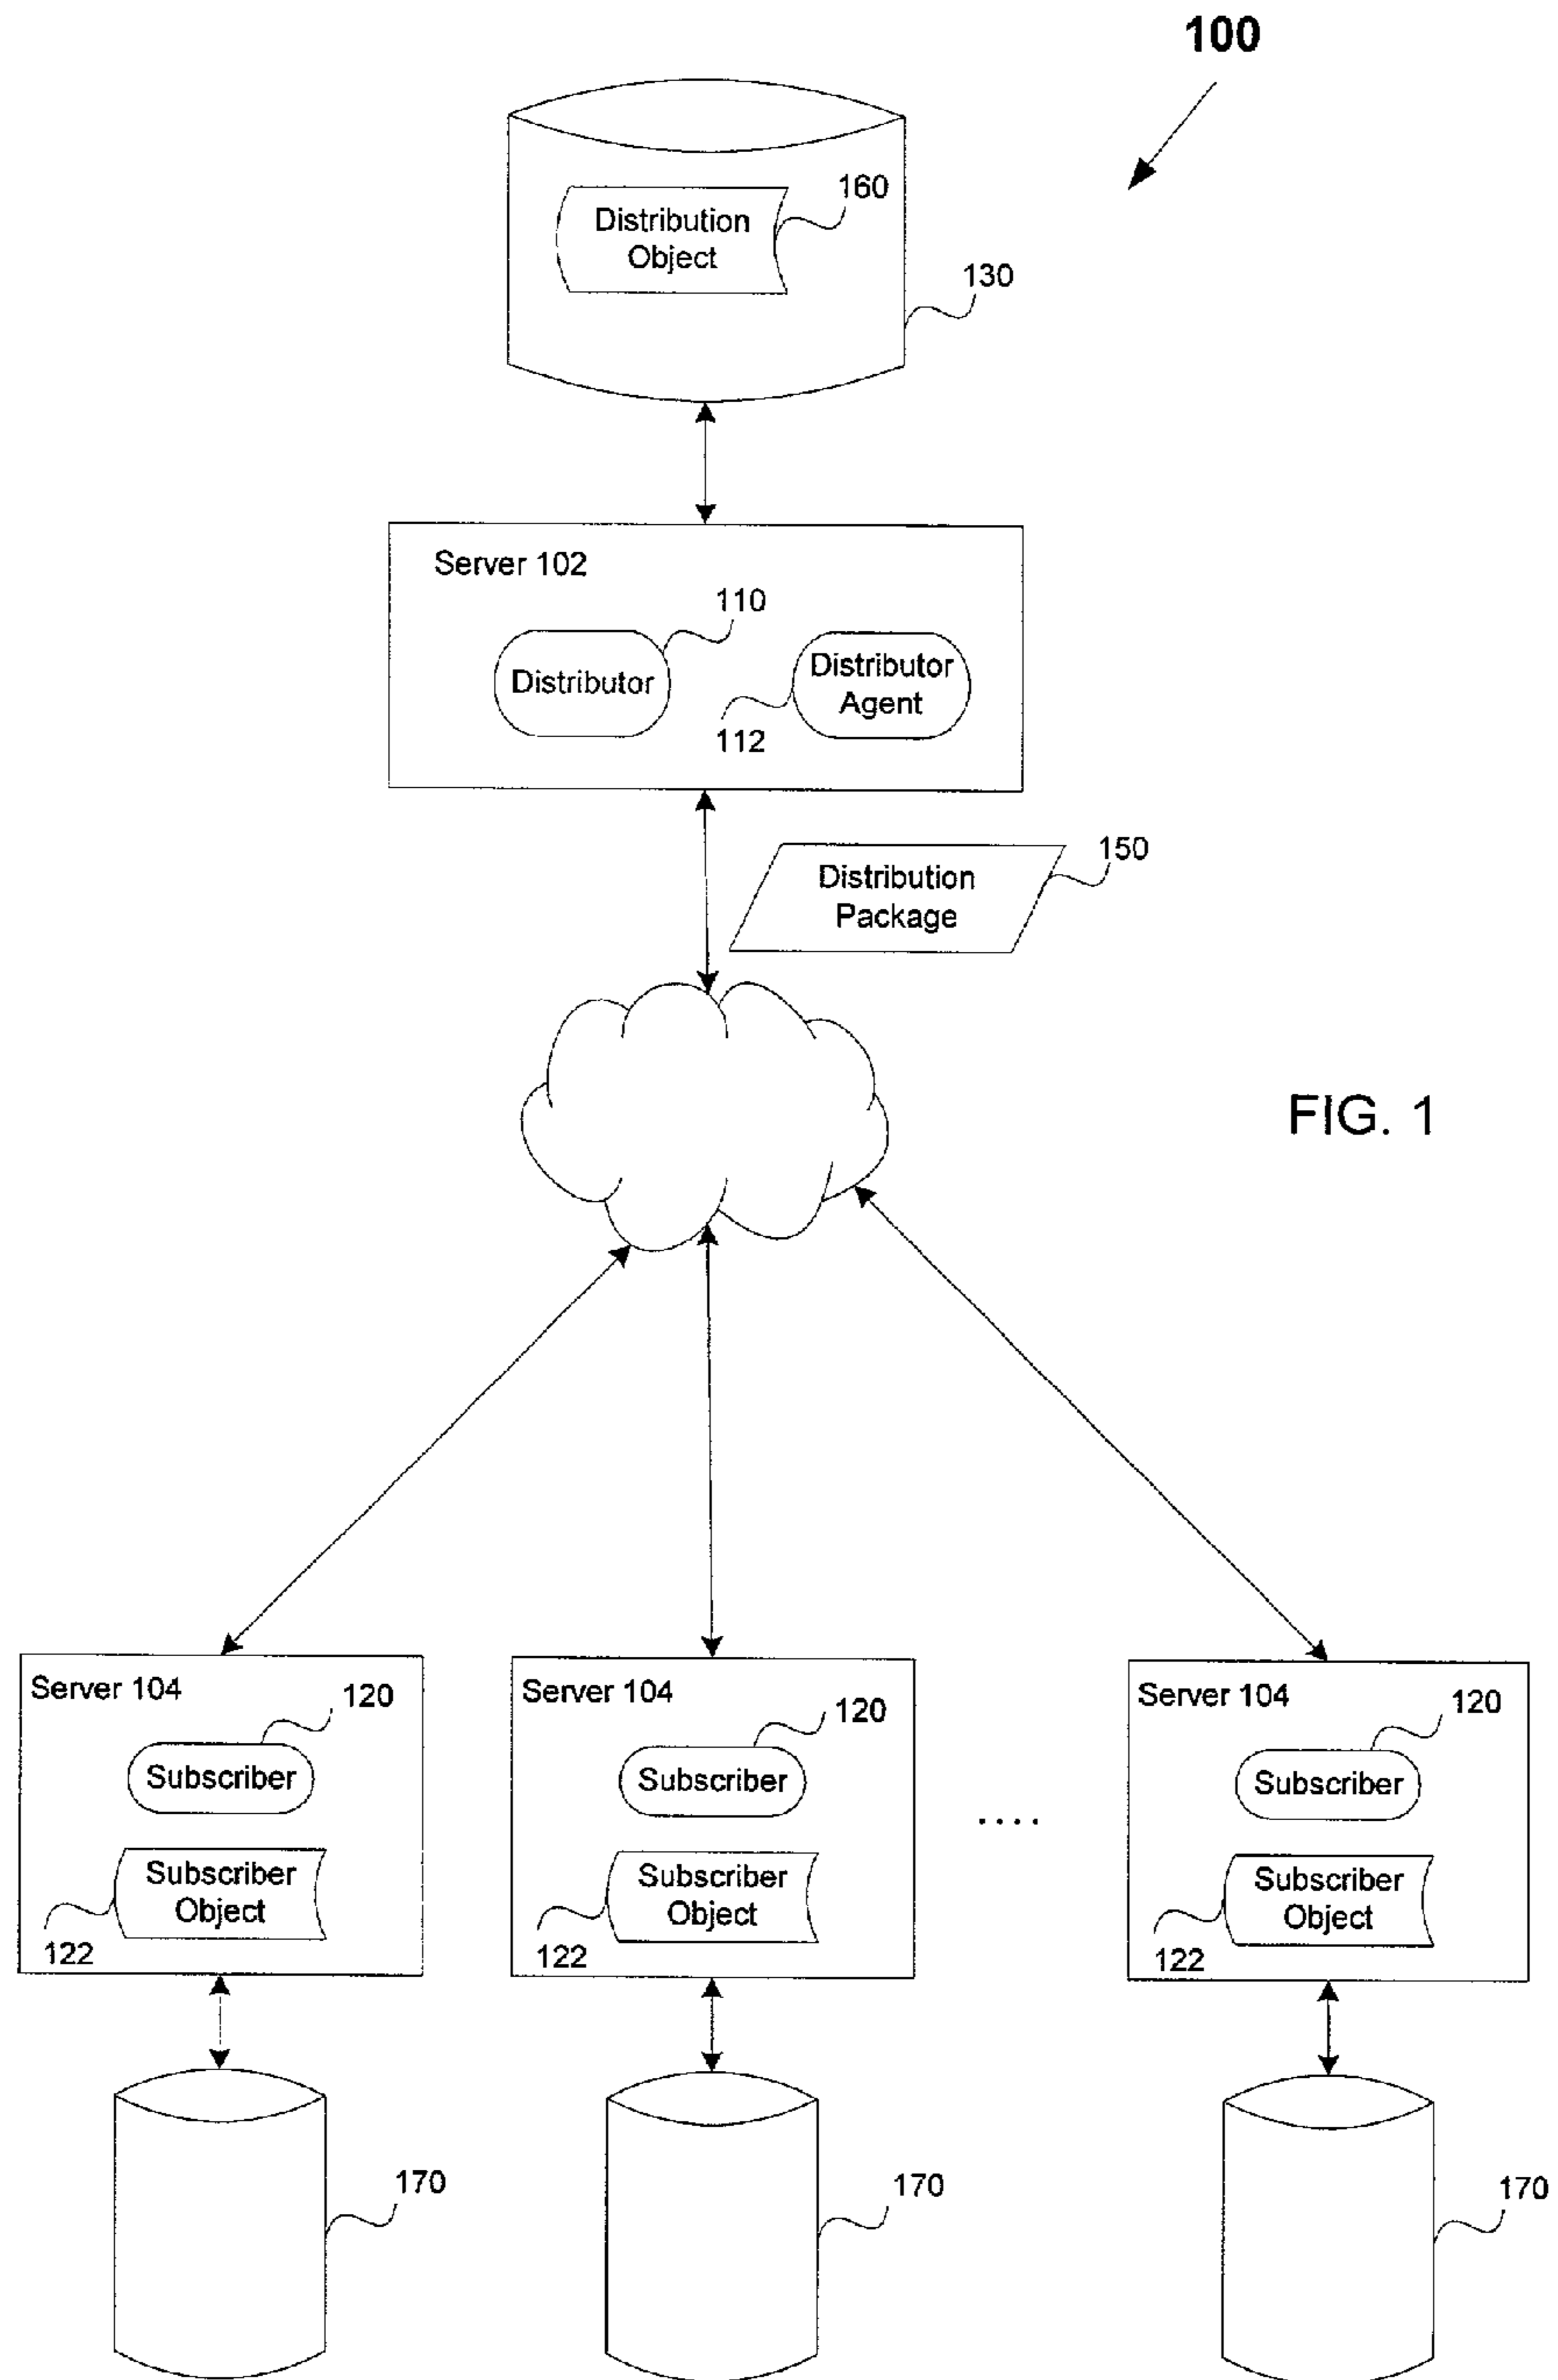 100
160
Distribution
Object
130
Server 102
110
Distributor
Distributor
Agent
112
150
Distribution
Package
FIG. 1
Server 104
120
Subscriber
Subscriber
Object
122
Server 104
120
Subscriber
Subscriber
Object
122
....
Server 104
120
Subscriber
Subscriber
Object
122
170
170
170